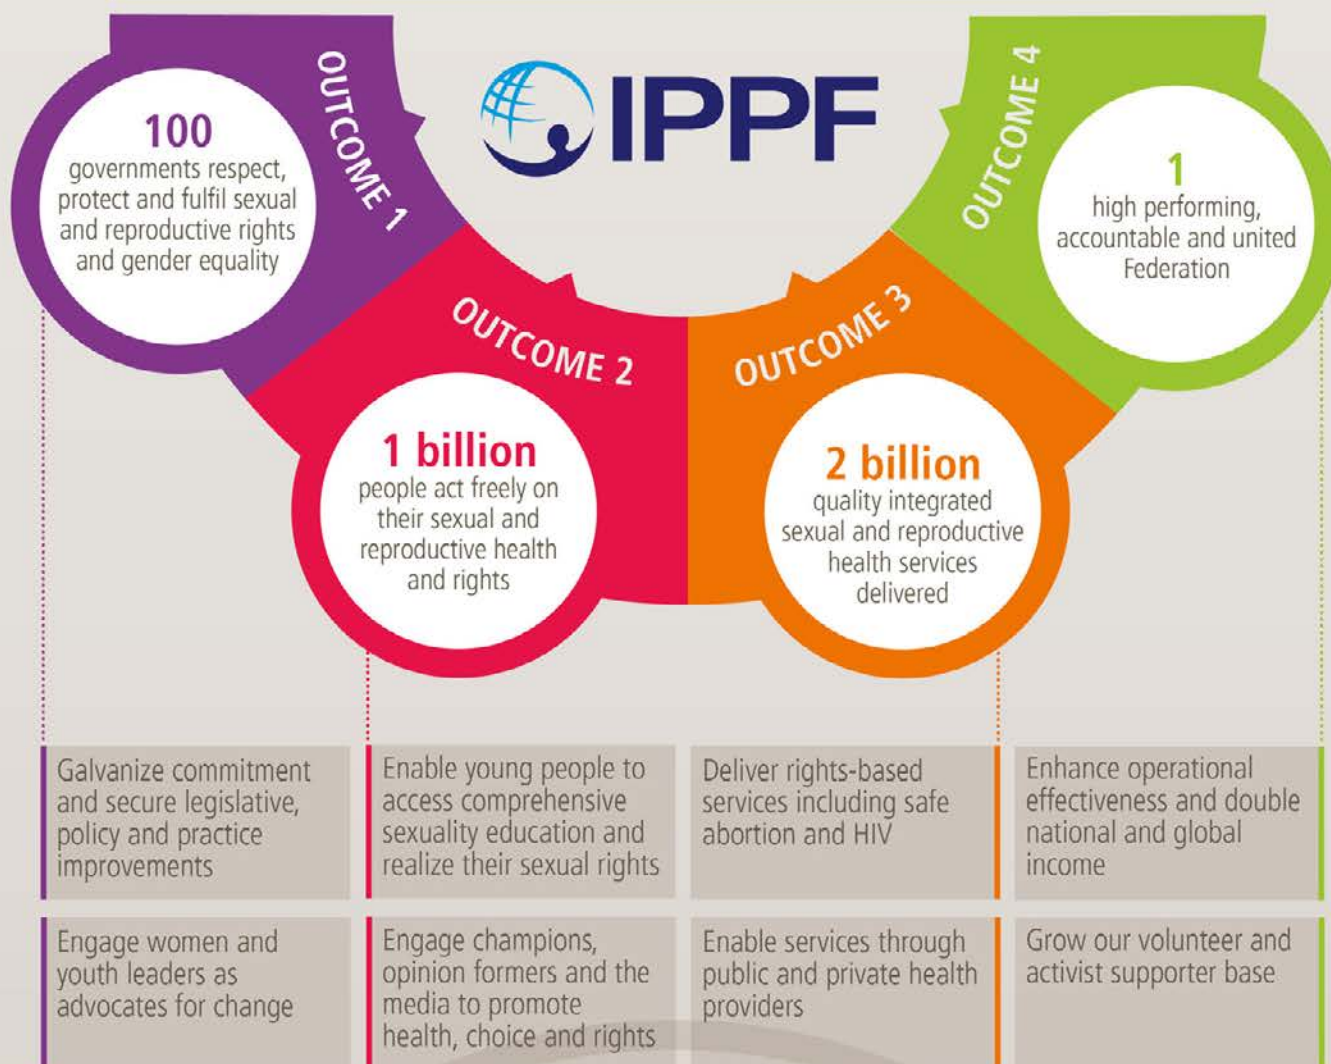 IPPF
OUTCOME 1
100
governments respect,
protect and fulfil sexual
and reproductive rights
and gender equality
OUTCOME 2
1 billion
people act freely on
their sexual and
reproductive health
and rights
OUTCOME 3
2 billion
quality integrated
sexual and reproductive
health services
delivered
OUTCOME 4
1
high performing,
accountable and united
Federation
Galvanize commitment
and secure legislative,
policy and practice
improvements
Engage women and
youth leaders as
advocates for change
Enable young people to
access comprehensive
sexuality education and
realize their sexual rights
Engage champions,
opinion formers and the
media to promote
health, choice and rights
Deliver rights-based
services including safe
abortion and HIV
Enable services through
public and private health
providers
Enhance operational
effectiveness and double
national and global
income
Grow our volunteer and
activist supporter base